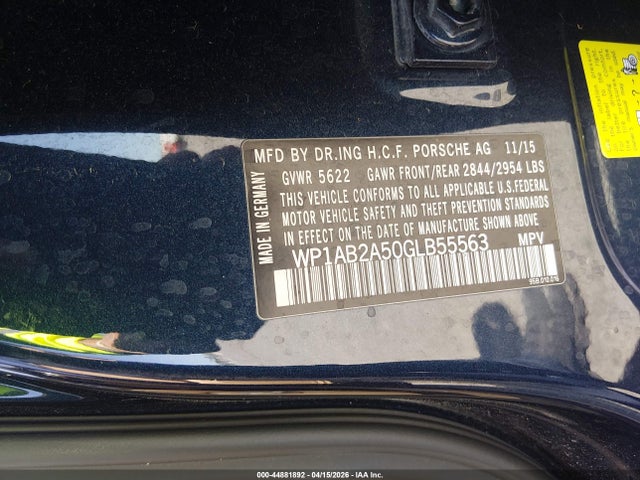 MFD BY DR.ING H.C.F. PORSCHE AG 11/15
GVWR 5622 GAWR FRONT/REAR 2844/2954 LBS
THIS VEHICLE CONFORMS TO ALL APPLICABLE U.S. FEDERAL
MOTOR VEHICLE SAFETY AND THEFT PREVENTION STANDARDS
IN EFFECT ON THE DATE OF MANUFACTURE SHOWN ABOVE.
WP1AB2A50GLB55563 MPV
MADE IN GERMANY
000-44881892 - 04/15/2026 - IAA Inc.